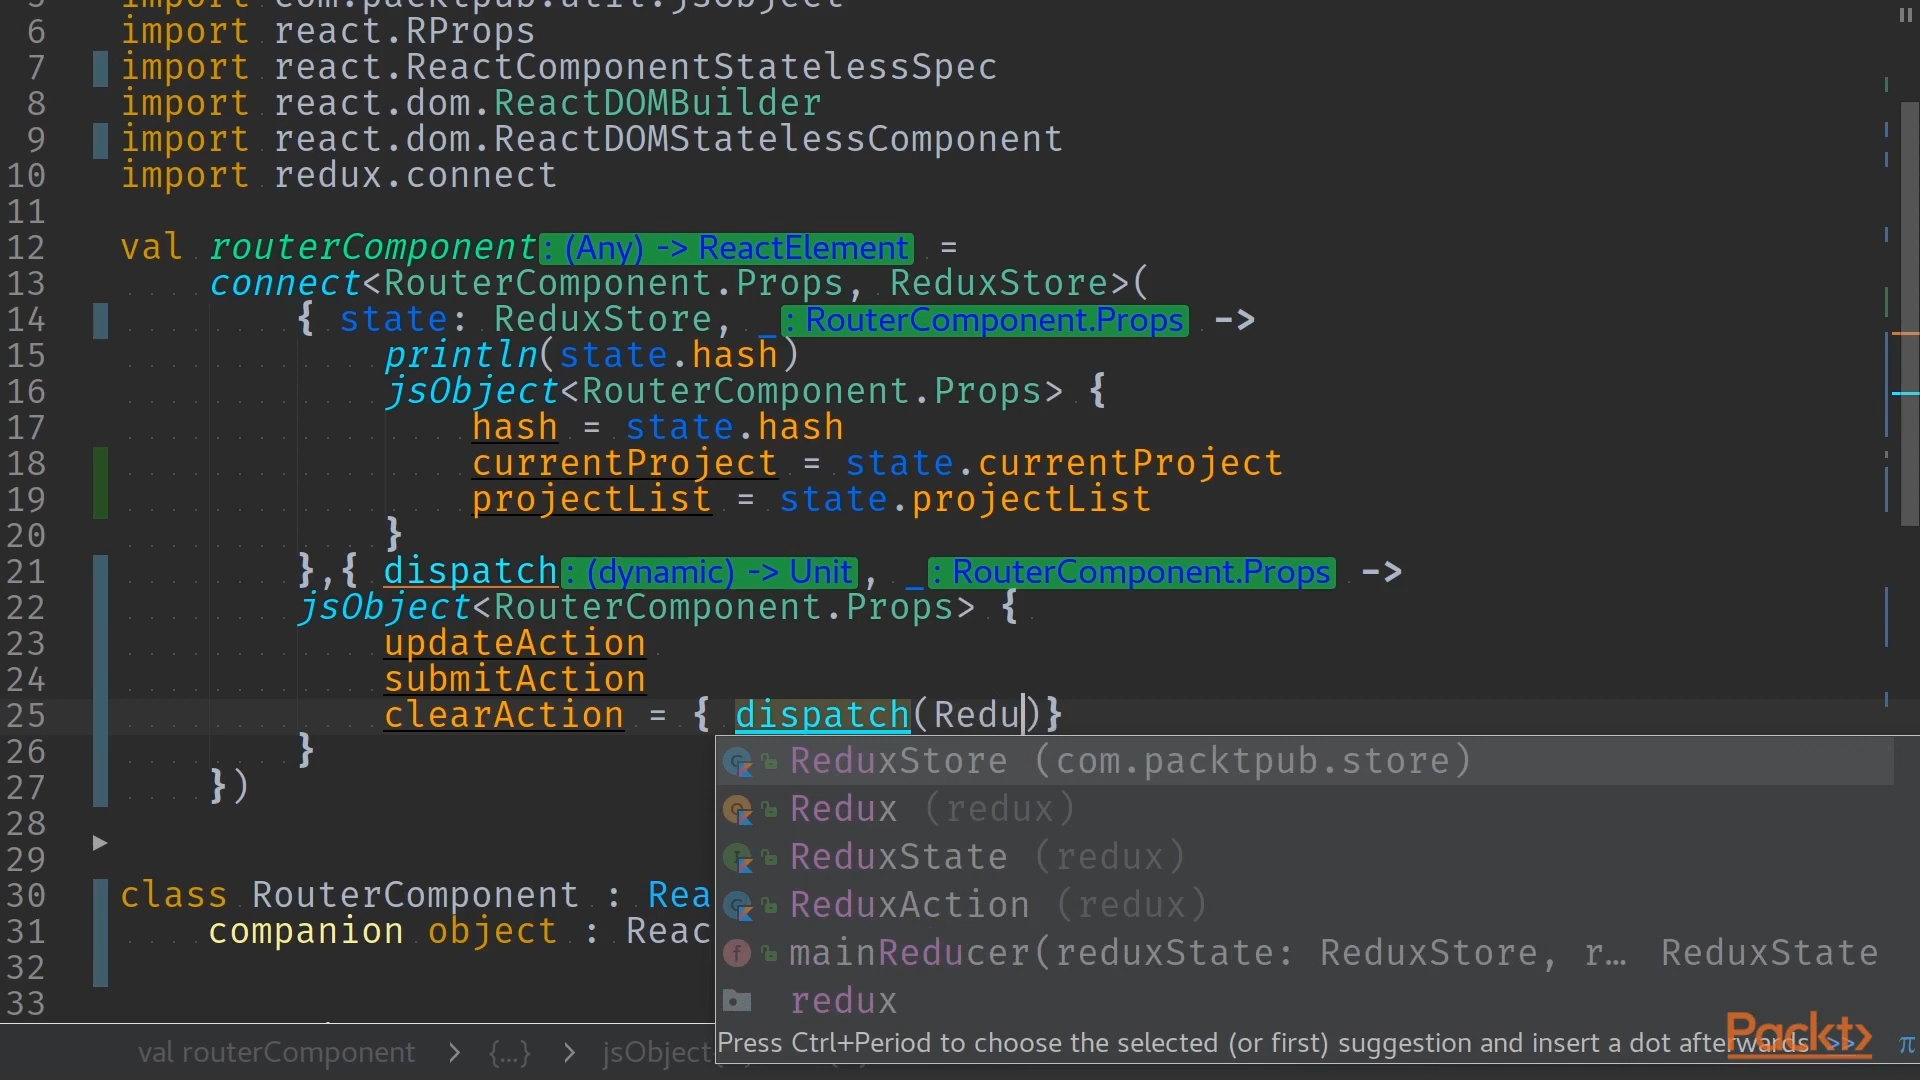 5 import com.packtpub.util.jsObject
6 import react.RProps
7 import react.ReactComponentStatelessSpec
8 import react.dom.ReactDOMBuilder
9 import react.dom.ReactDOMStatelessComponent
10 import redux.connect
11
12 val routerComponent: (Any) -> ReactElement =
13 connect<RouterComponent.Props, ReduxStore>(
14 { state: ReduxStore, _: RouterComponent.Props ->
15 println(state.hash)
16 jsObject<RouterComponent.Props> {
17 hash = state.hash
18 currentProject = state.currentProject
19 projectList = state.projectList
20 }
21 },{ dispatch: (dynamic) -> Unit, _: RouterComponent.Props ->
22 jsObject<RouterComponent.Props> {
23 updateAction
24 submitAction
25 clearAction = { dispatch(Redu)}
26 }
27 })
28
29
30 class RouterComponent : Rea
31 companion object : Reac
32
33
ReduxStore (com.packtpub.store)
Redux (redux)
ReduxState (redux)
ReduxAction (redux)
mainReducer(reduxState: ReduxStore, r… ReduxState
redux
Press Ctrl+Period to choose the selected (or first) suggestion and insert a dot afterwards >>
π
Packt>
val routerComponent > {...} > jsObject